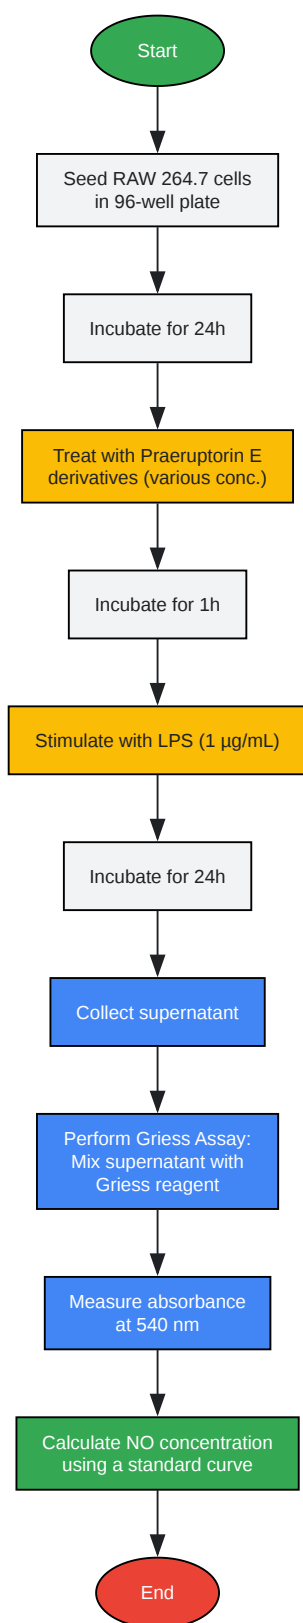 Start
Seed RAW 264.7 cells
in 96-well plate
Incubate for 24h
Treat with Praeruptorin E
derivatives (various conc.)
Incubate for 1h
Stimulate with LPS (1 µg/mL)
Incubate for 24h
Collect supernatant
Perform Griess Assay:
Mix supernatant with
Griess reagent
Measure absorbance
at 540 nm
Calculate NO concentration
using a standard curve
End